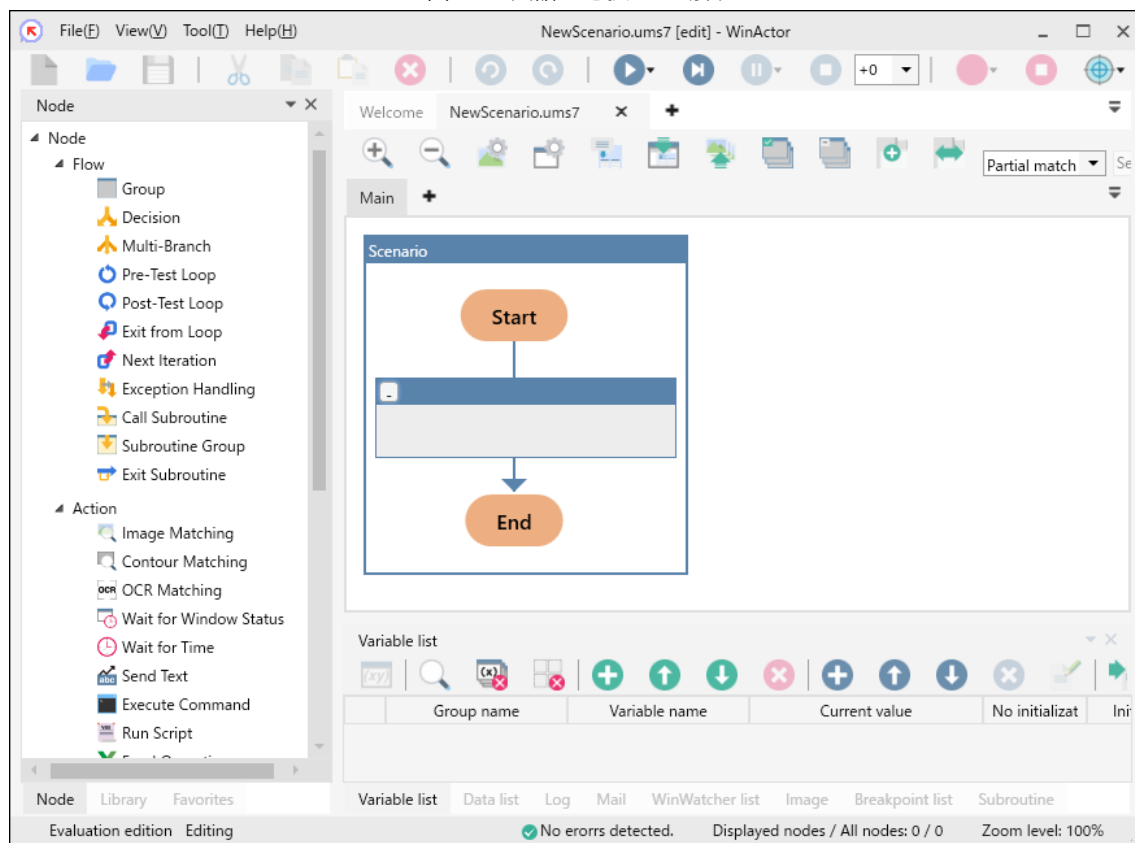 File(F) View(V) Tool(T) Help(H) NewScenario.ums7 [edit] - WinActor
+0
Node
Welcome NewScenario.ums7
Node
Flow
Group
Decision
Multi-Branch
Pre-Test Loop
Post-Test Loop
Exit from Loop
Next Iteration
Exception Handling
Call Subroutine
Subroutine Group
Exit Subroutine
Action
Image Matching
Contour Matching
OCR OCR Matching
Wait for Window Status
Wait for Time
abc Send Text
Execute Command
Run Script
Node Library Favorites
Partial match Se
Main
Scenario
Start
-
End
Variable list
(xy) (x)
Group name Variable name Current value No initializat Ini
Variable list Data list Log Mail WinWatcher list Image Breakpoint list Subroutine
Evaluation edition Editing No erorrs detected. Displayed nodes / All nodes: 0 / 0 Zoom level: 100%